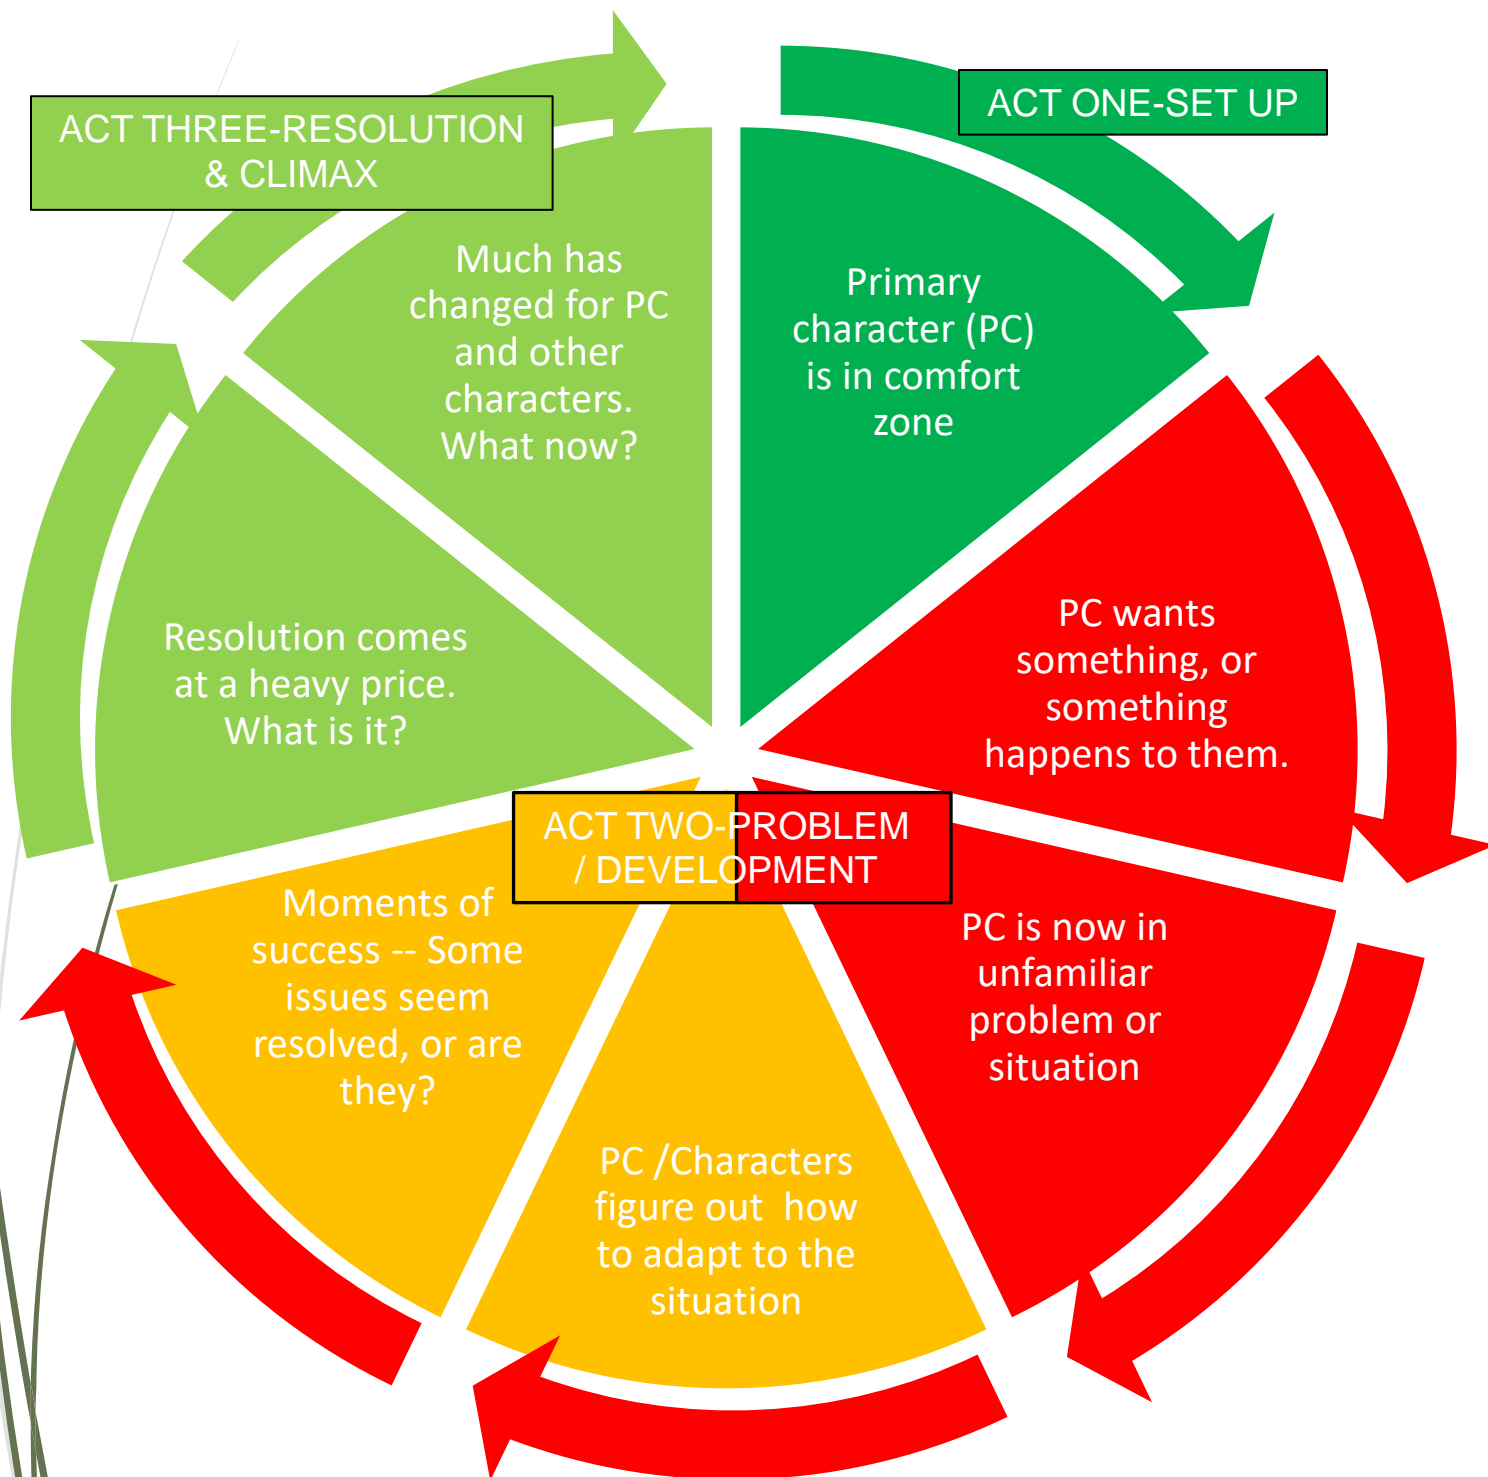 ACT ONE-SET UP
Primary
character (PC)
is in comfort
zone
PC wants
something, or
something
happens to them.
ACT TWO-PROBLEM
/ DEVELOPMENT
PC is now in
unfamiliar
problem or
situation
PC /Characters
figure out  how
to adapt to the
situation
Moments of
success -- Some
issues seem
resolved, or are
they?
ACT THREE-RESOLUTION
& CLIMAX
Resolution comes
at a heavy price.
What is it?
Much has
changed for PC
and other
characters.
What now?